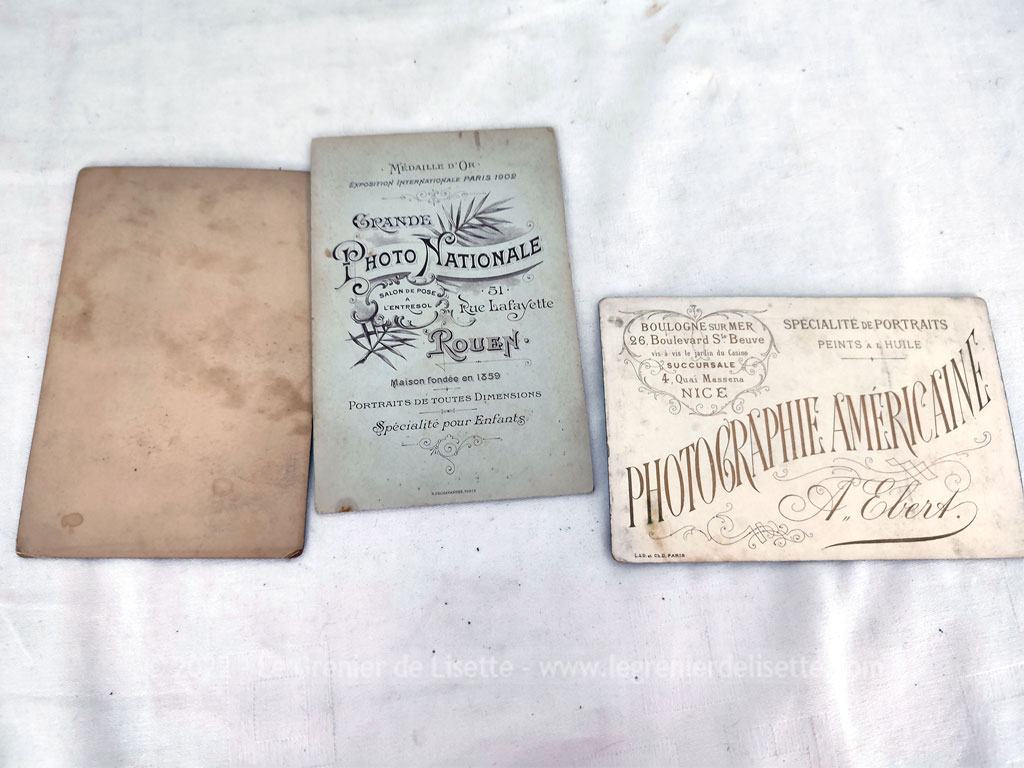 MÉDAILLE D'OR
EXPOSITION INTERNATIONALE PARIS 1902
GRANDE
PHOTO NATIONALE
SALON DE POSE
A
L'ENTRESOL
51
Rue Lafayette
ROUEN
Maison fondée en 1859
PORTRAITS DE TOUTES DIMENSIONS
Spécialité pour Enfants
PARIS
BOULOGNE SUR MER
26, Boulevard Ste Beuve
vis à vis le jardin du Casino
SUCCURSALE
4, Quai Massena
NICE
SPÉCIALITÉ DE PORTRAITS
PEINTS A L'HUILE
PHOTOGRAPHIE AMÉRICAINE
A,, Ebert.
PARIS
Le Grenier de Lisette - www.legrenierdelisette.com